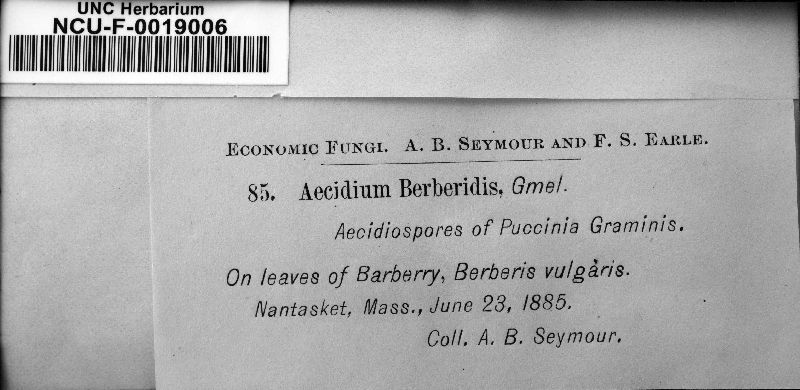 UNC Herbarium
NCU-F-0019006
Economic Fungi. A. B. Seymour and F. S. Earle.
85. Aecidium Berberidis, Gmel.
Aecidiospores of Puccinia Graminis.
On leaves of Barberry, Berberis vulgàris.
Nantasket, Mass., June 23, 1885.
Coll. A. B. Seymour.